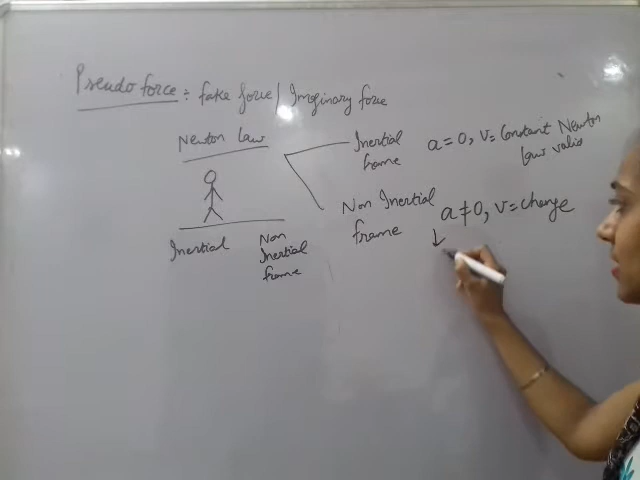 Pseudo force : fake force / Imaginary force
Newton Law
Inertial frame
a = 0, v = Constant Newton law valid
Non Inertial frame
a ≠ 0, v = change
↓
Inertial
Non Inertial frame